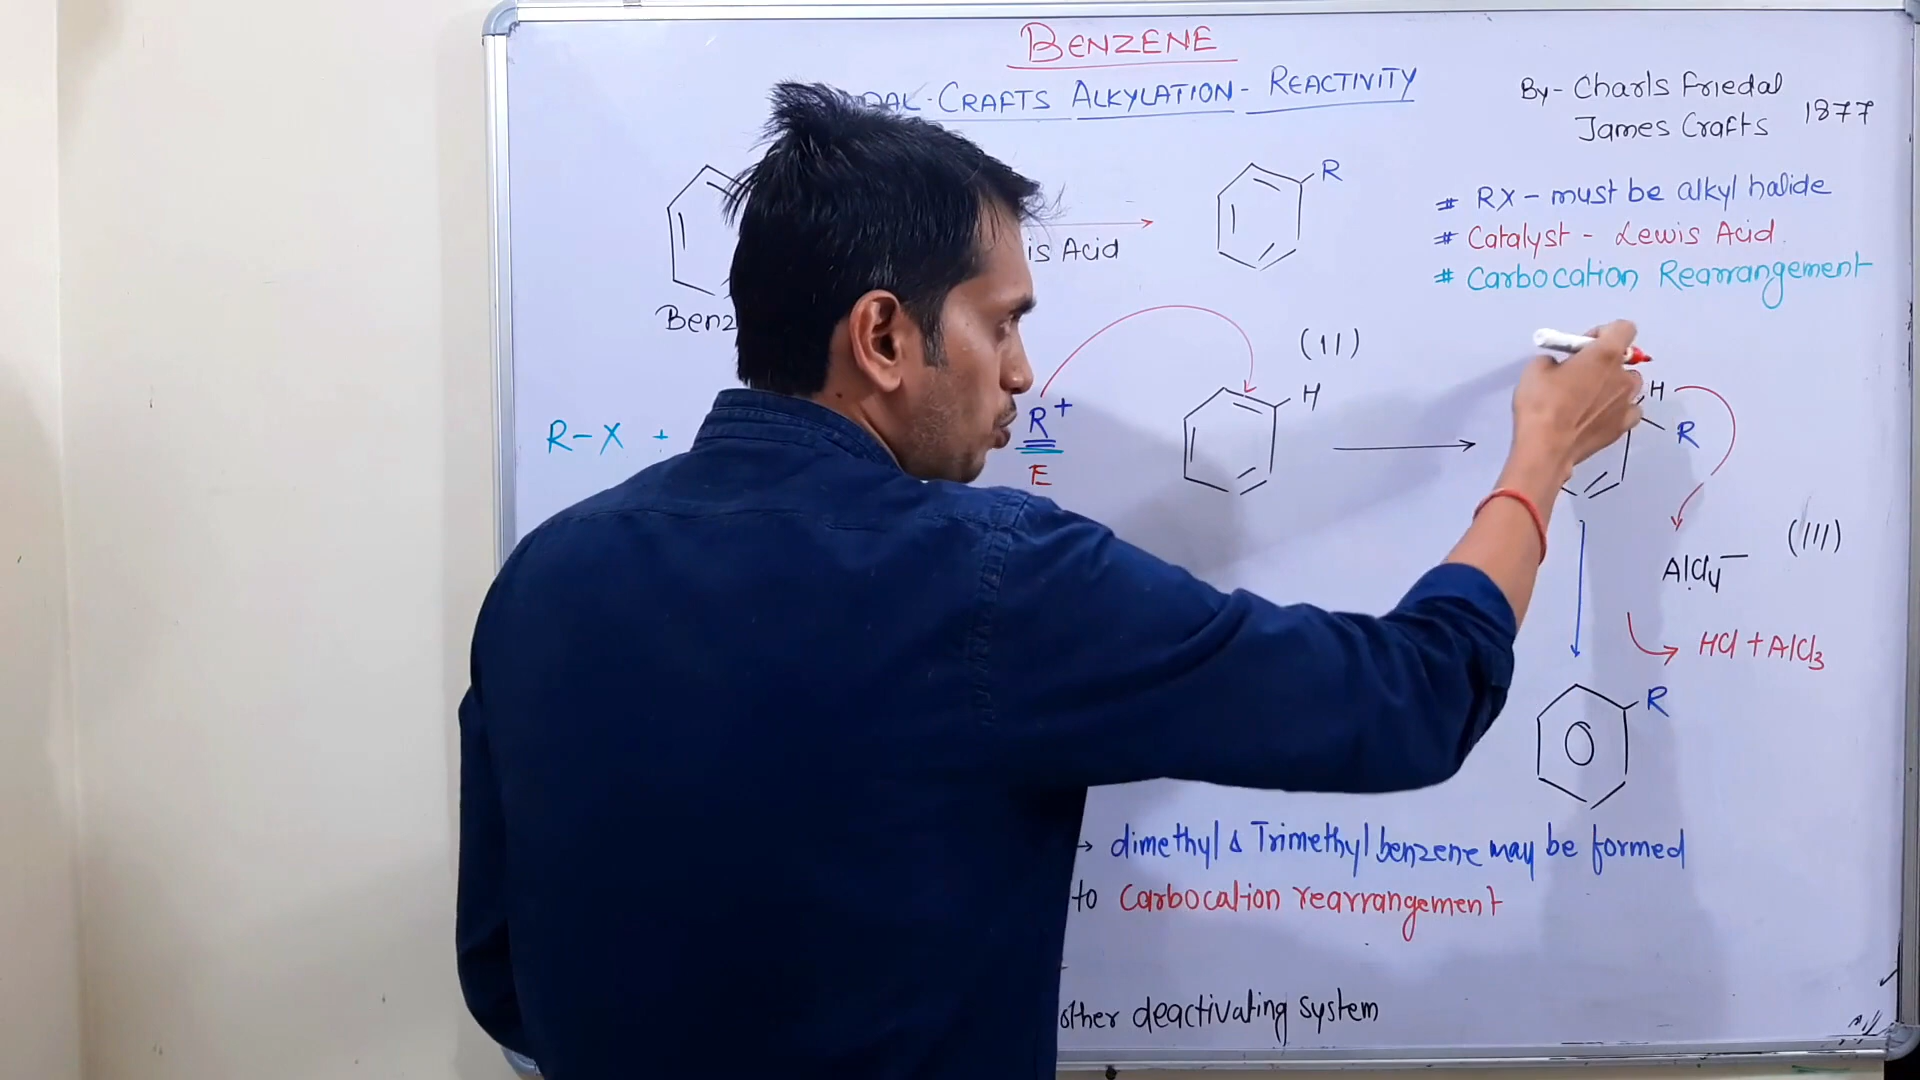 BENZENE
CRAFTS ALKYLATION - REACTIVITY
By- Charls Friedal
James Crafts 1877
R
# RX - must be alkyl halide
Acid
# Catalyst - Lewis Acid
# Carbocation Rearrangement
(II)
H
H
R-X +
R+
R
E
AlCl4-
(III)
HCl + AlCl3
R
→ dimethyl & Trimethyl benzene may be formed
to Carbocation rearrangement
other deactivating system